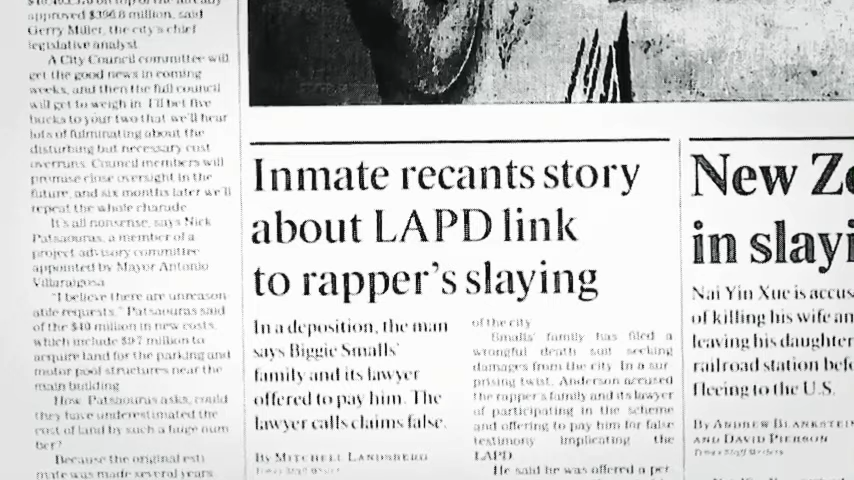 approved $396.8 million, said
Gerry Miller, the city's chief
legislative analyst.
A City Council committee will
get the good news in coming
weeks, and then the full council
will get to weigh in. I'll bet five
bucks to your two that we'll hear
lots of fulminating about the
disturbing but necessary cost
overruns. Council members will
promise close oversight in the
future, and six months later we'll
repeat the whole charade.
It's all nonsense, says Nick
Patsaouras, a member of a
project advisory committee
appointed by Mayor Antonio
Villaraigosa.
"I believe there are unreason-
able requests," Patsaouras said
of the $40 million in new costs,
which include $9.7 million to
acquire land for the parking and
motor pool structures near the
main building.
How, Patsaouras asks, could
they have underestimated the
cost of land by such a huge num-
ber?
Because the original esti-
mate was made several years
Inmate recants story
about LAPD link
to rapper's slaying
In a deposition, the man
says Biggie Smalls'
family and its lawyer
offered to pay him. The
lawyer calls claims false.
By MITCHELL LANDSBERG
Times Staff Writer
of the city.
Smalls' family has filed a
wrongful death suit seeking
damages from the city. In a sur-
prising twist, Anderson accused
the rapper's family and its lawyer
of participating in the scheme
and offering to pay him for false
testimony implicating the
LAPD.
He said he was offered a per-
New Ze
in slayi
Nai Yin Xue is accus
of killing his wife an
leaving his daughter
railroad station befo
fleeing to the U.S.
By ANDREW BLANKSTEIN
AND DAVID PIERSON
Times Staff Writers